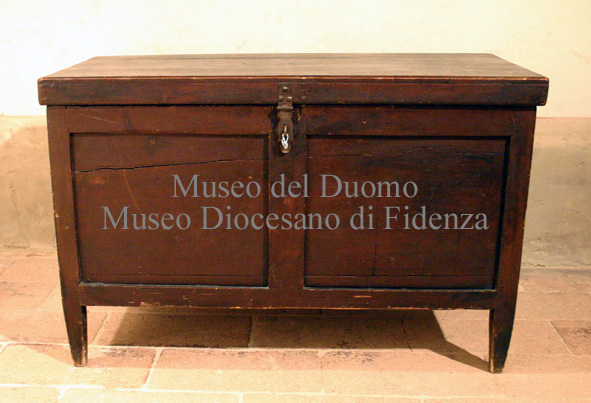 Museo del Duomo
Museo Diocesano di Fidenza